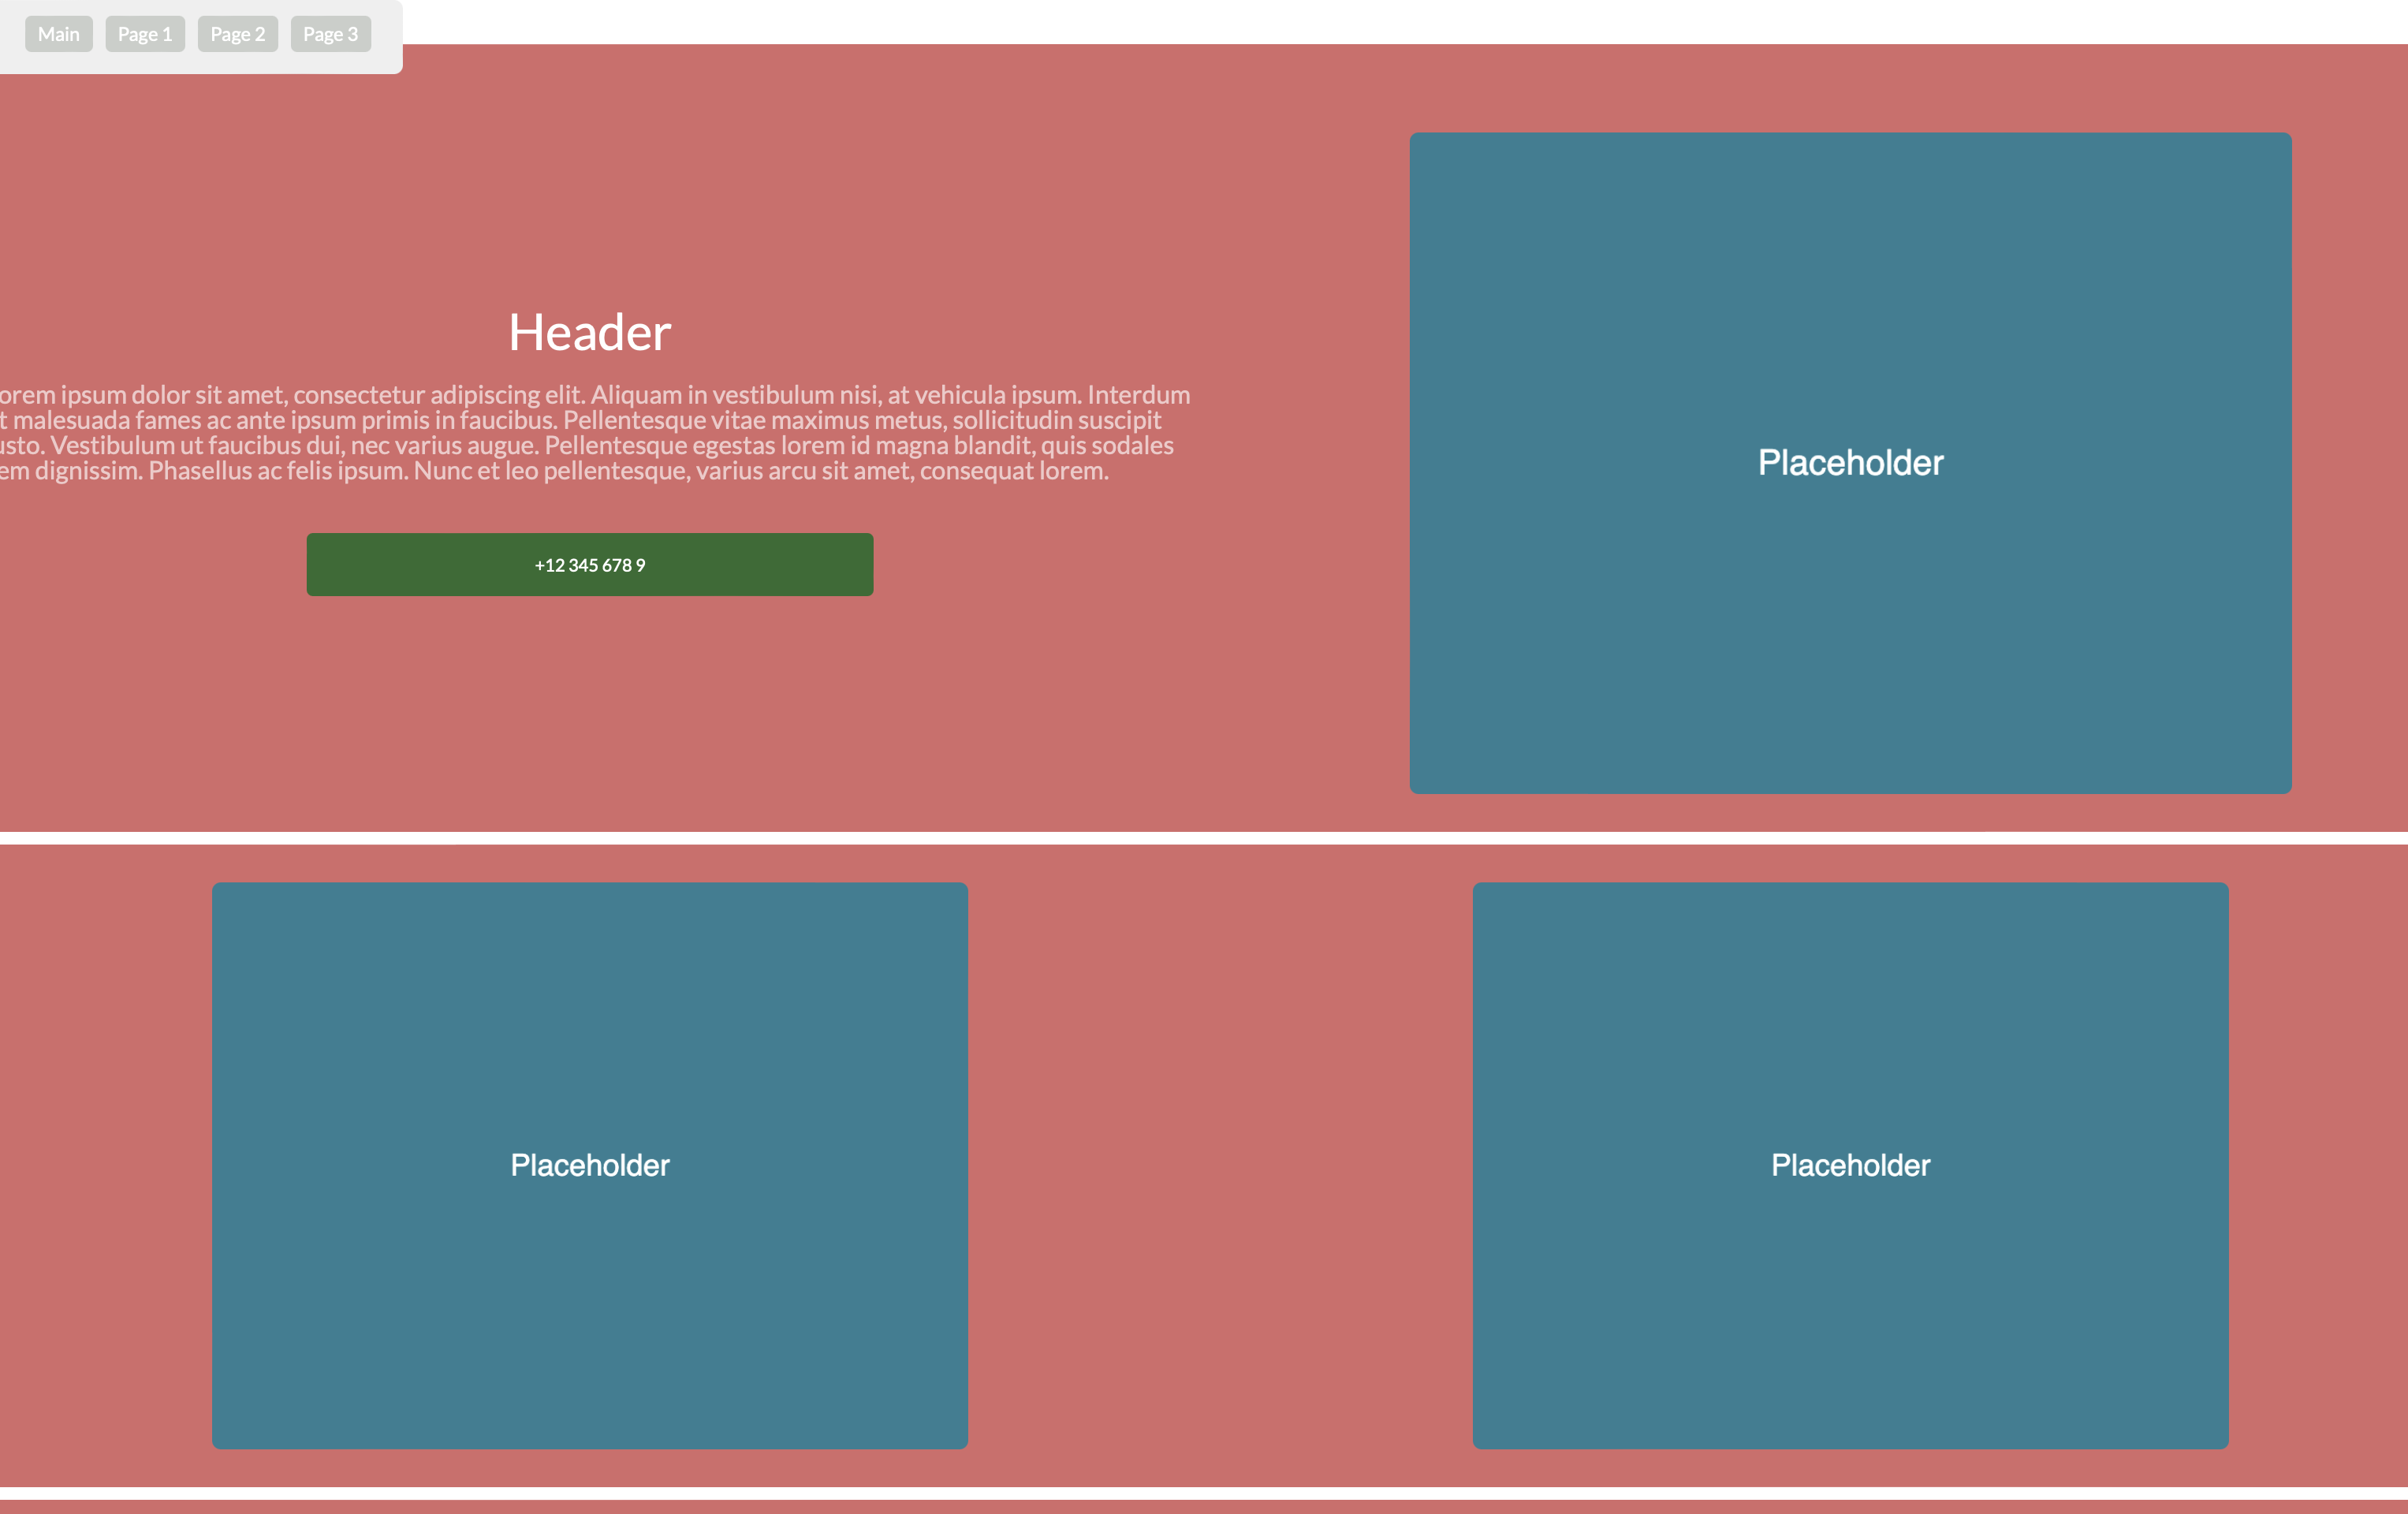 Main Page 1 Page 2 Page 3
Header
orem ipsum dolor sit amet, consectetur adipiscing elit. Aliquam in vestibulum nisi, at vehicula ipsum. Interdum
t malesuada fames ac ante ipsum primis in faucibus. Pellentesque vitae maximus metus, sollicitudin suscipit
usto. Vestibulum ut faucibus dui, nec varius augue. Pellentesque egestas lorem id magna blandit, quis sodales
em dignissim. Phasellus ac felis ipsum. Nunc et leo pellentesque, varius arcu sit amet, consequat lorem.
+12 345 678 9
Placeholder
Placeholder
Placeholder